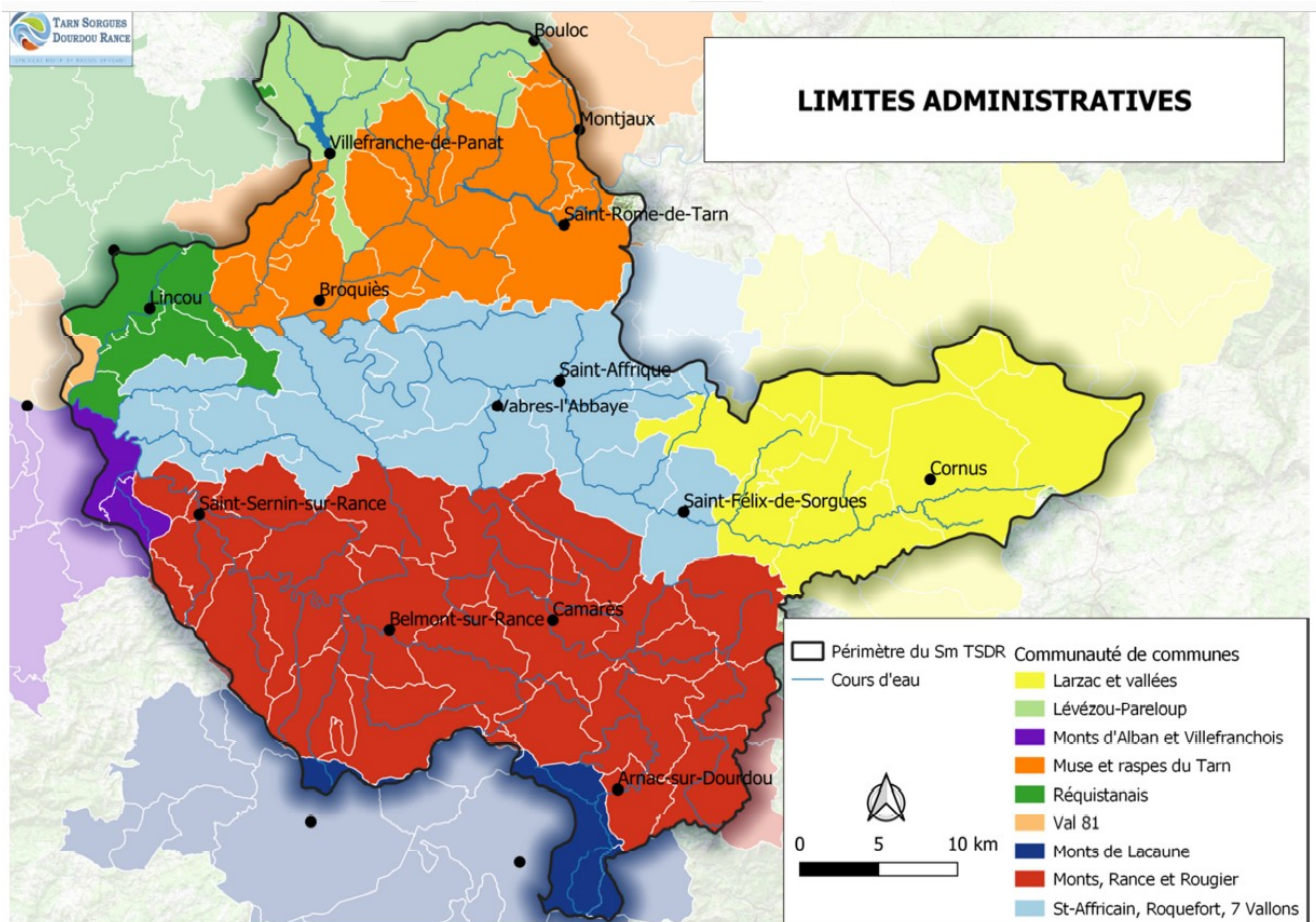 TARN SORGUES
DOURDOU RANCE
LIMITES ADMINISTRATIVES
Bouloc
Montjaux
Villefranche-de-Panat
Saint-Rome-de-Tarn
Broquiès
Lincou
Saint-Affrique
Vabres-l'Abbaye
Cornus
Saint-Sernin-sur-Rance
Saint-Félix-de-Sorgues
Belmont-sur-Rance
Camarès
Arnac-sur-Dourdou
Périmètre du Sm TSDR
Cours d'eau
0 5 10 km
Communauté de communes
Larzac et vallées
Lévézou-Pareloup
Monts d'Alban et Villefranchois
Muse et raspes du Tarn
Réquistanais
Val 81
Monts de Lacaune
Monts, Rance et Rougier
St-Affricain, Roquefort, 7 Vallons